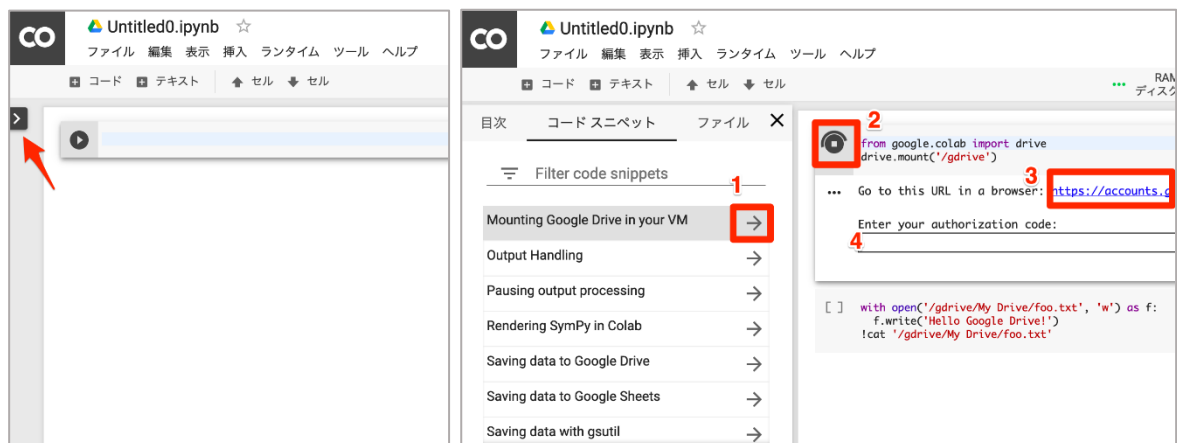 CO
Untitled0.ipynb
ファイル 編集 表示 挿入 ランタイム ツール ヘルプ
コード テキスト セル セル
CO
Untitled0.ipynb
ファイル 編集 表示 挿入 ランタイム ツール ヘルプ
コード テキスト セル セル
RAM
ディスク
目次 コード スニペット ファイル
Filter code snippets
1
Mounting Google Drive in your VM
Output Handling
Pausing output processing
Rendering SymPy in Colab
Saving data to Google Drive
Saving data to Google Sheets
Saving data with gsutil
2
from google.colab import drive
drive.mount('/gdrive')
3
Go to this URL in a browser: https://accounts.g
Enter your authorization code:
4
[ ] with open('/gdrive/My Drive/foo.txt', 'w') as f:
f.write('Hello Google Drive!')
!cat '/gdrive/My Drive/foo.txt'